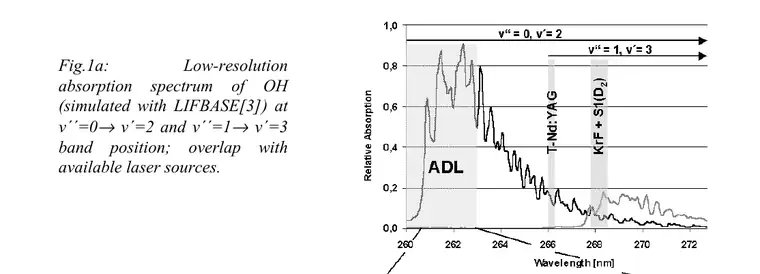 Fig.1a: Low-resolution
absorption spectrum of OH
(simulated with LIFBASE[3]) at
v´´=0→ v´=2 and v´´=1→ v´=3
band position; overlap with
available laser sources.
1,0
0,8
0,6
0,4
0,2
0,0
Relative Absorption
v“ = 0, v´= 2
v“ = 1, v´= 3
ADL
T-Nd:YAG
KrF + S1(D2)
260 262 264 266 268 270 272
Wavelength [nm]